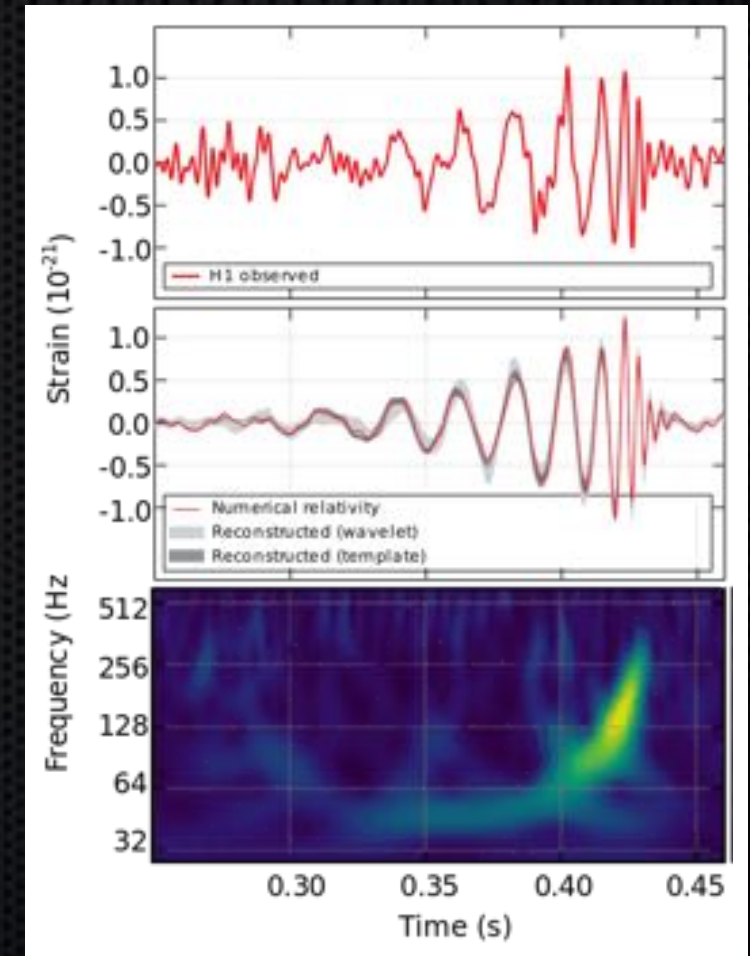 Strain (10-21)
1.0
0.5
0.0
-0.5
-1.0
H1 observed
1.0
0.5
0.0
-0.5
-1.0
Numerical relativity
Reconstructed (wavelet)
Reconstructed (template)
Frequency (Hz
512
256
128
64
32
0.30 0.35 0.40 0.45
Time (s)